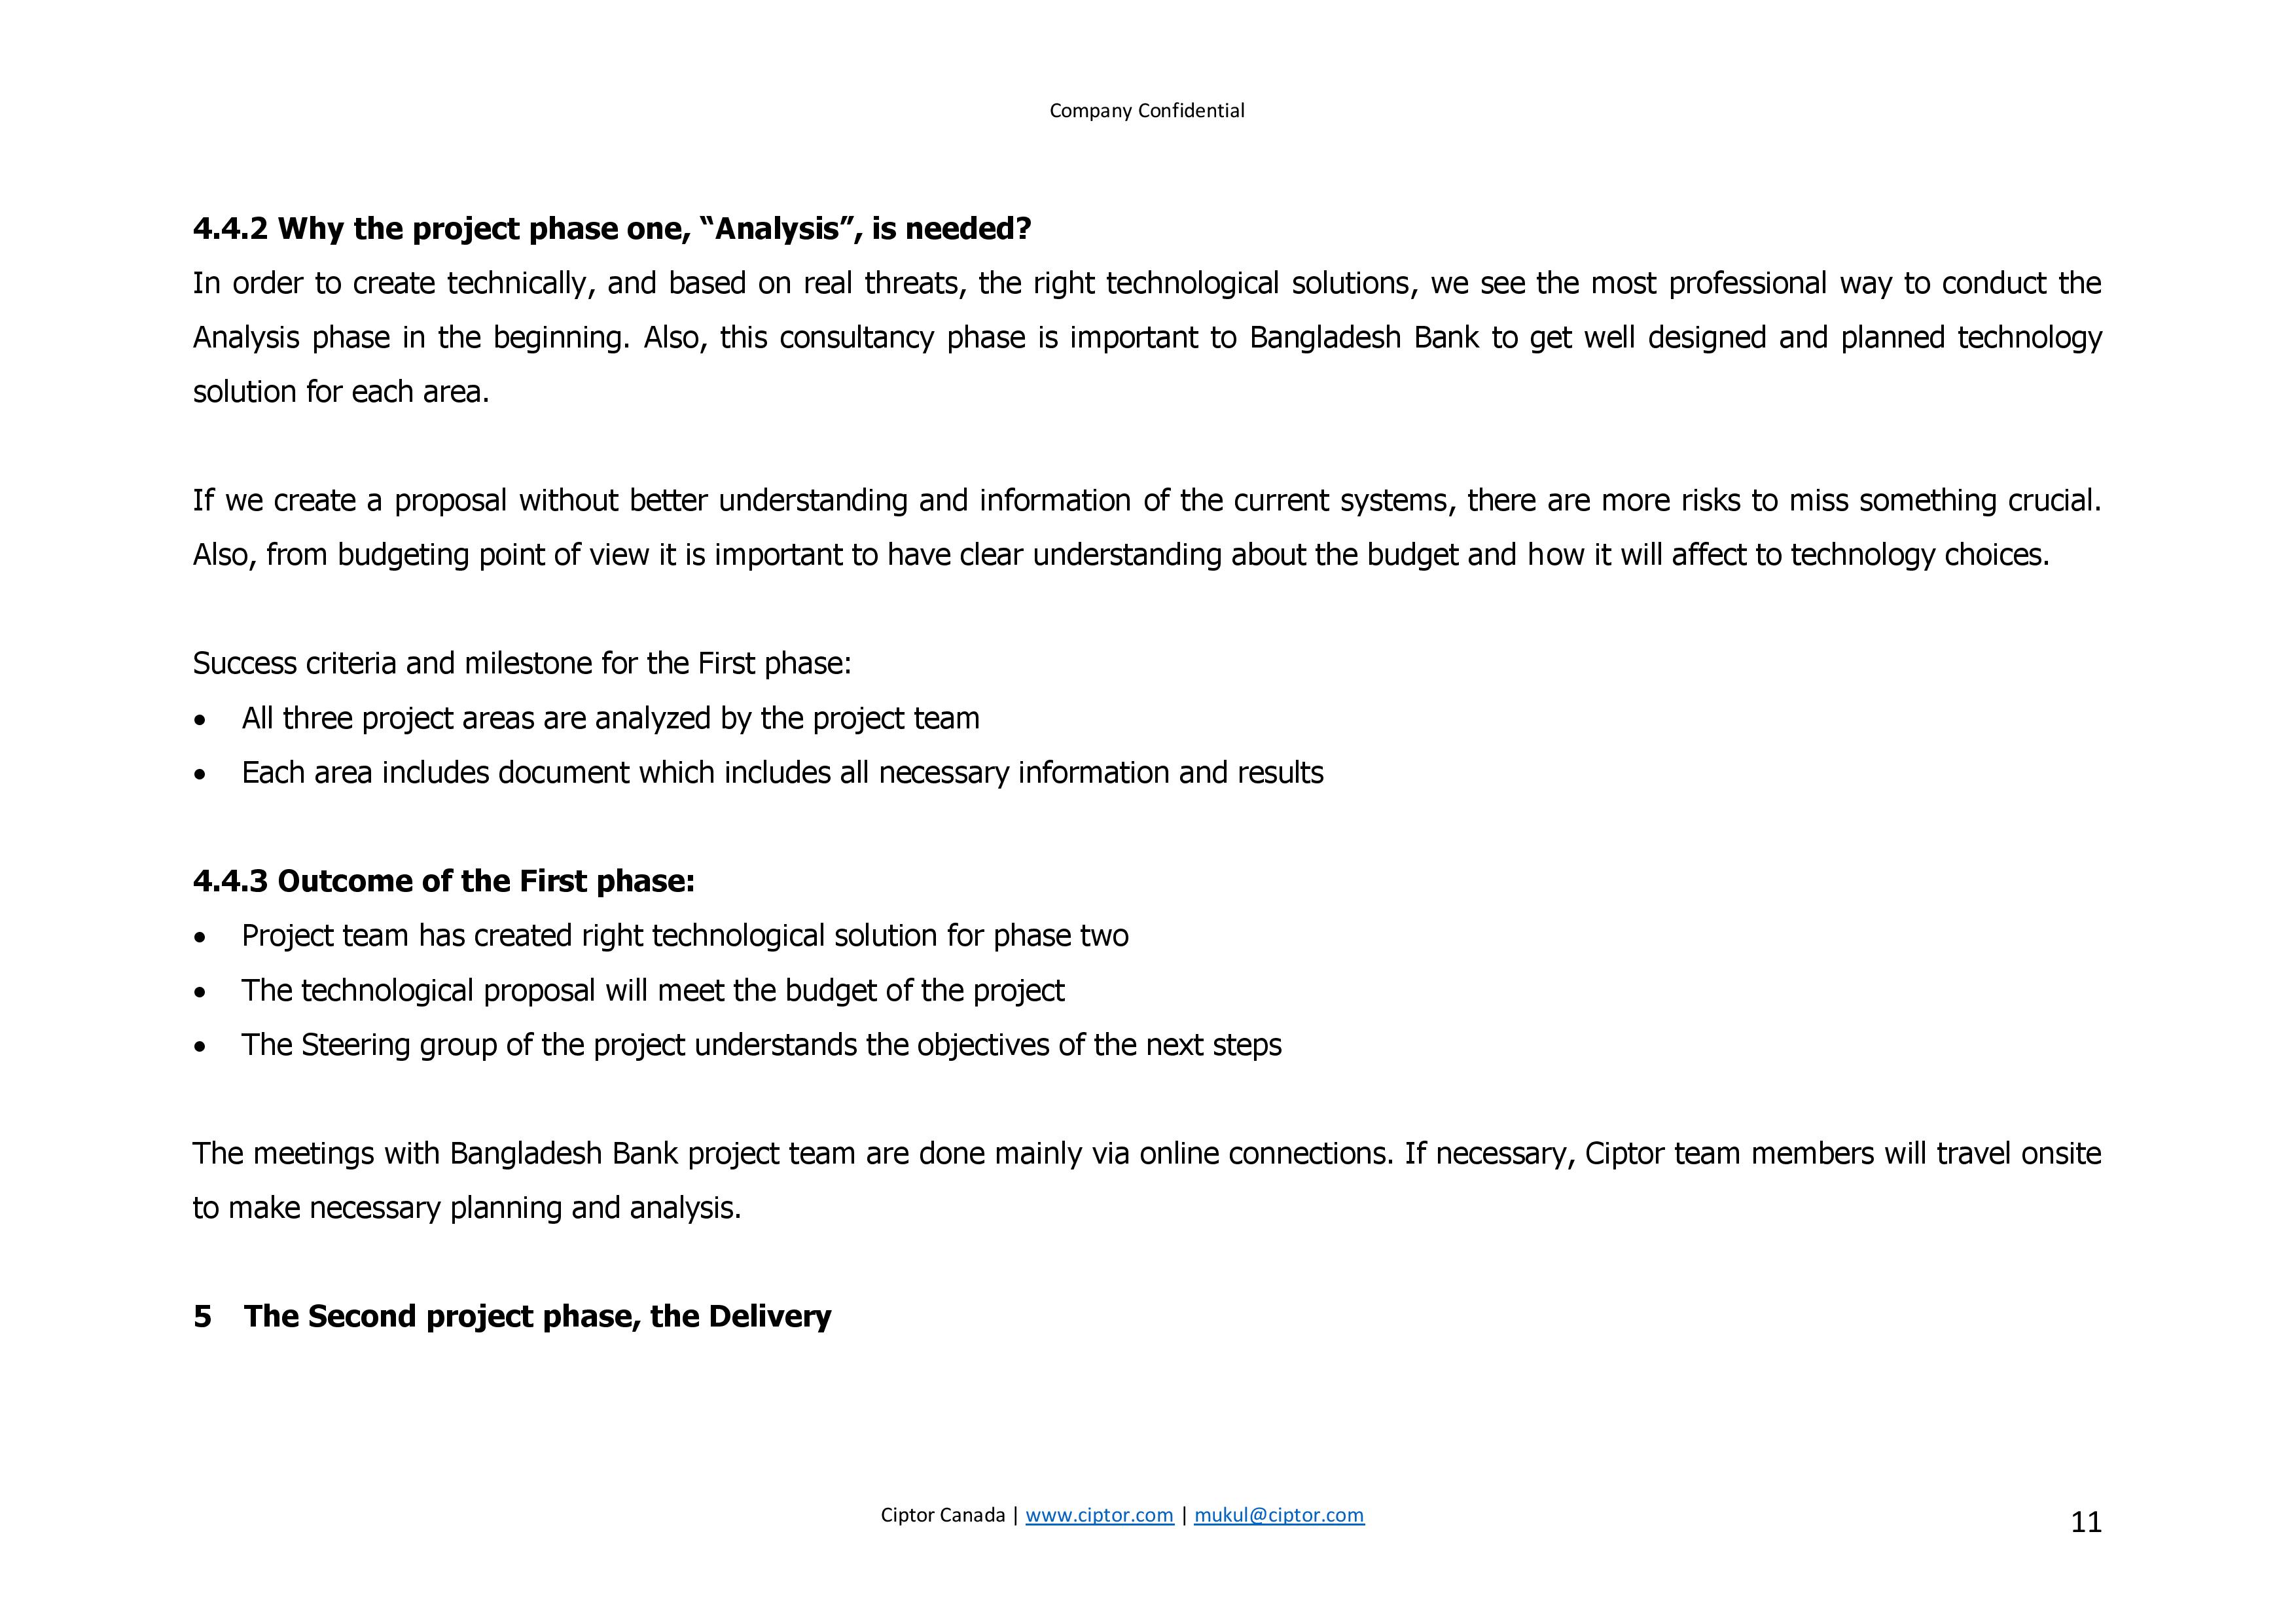 Company Confidential
4.4.2 Why the project phase one, “Analysis”, is needed?
In order to create technically, and based on real threats, the right technological solutions, we see the most professional way to conduct the
Analysis phase in the beginning. Also, this consultancy phase is important to Bangladesh Bank to get well designed and planned technology
solution for each area.
If we create a proposal without better understanding and information of the current systems, there are more risks to miss something crucial.
Also, from budgeting point of view it is important to have clear understanding about the budget and how it will affect to technology choices.
Success criteria and milestone for the First phase:
• All three project areas are analyzed by the project team
• Each area includes document which includes all necessary information and results
4.4.3 Outcome of the First phase:
• Project team has created right technological solution for phase two
• The technological proposal will meet the budget of the project
• The Steering group of the project understands the objectives of the next steps
The meetings with Bangladesh Bank project team are done mainly via online connections. If necessary, Ciptor team members will travel onsite
to make necessary planning and analysis.
5 The Second project phase, the Delivery
Ciptor Canada | www.ciptor.com | mukul@ciptor.com
11